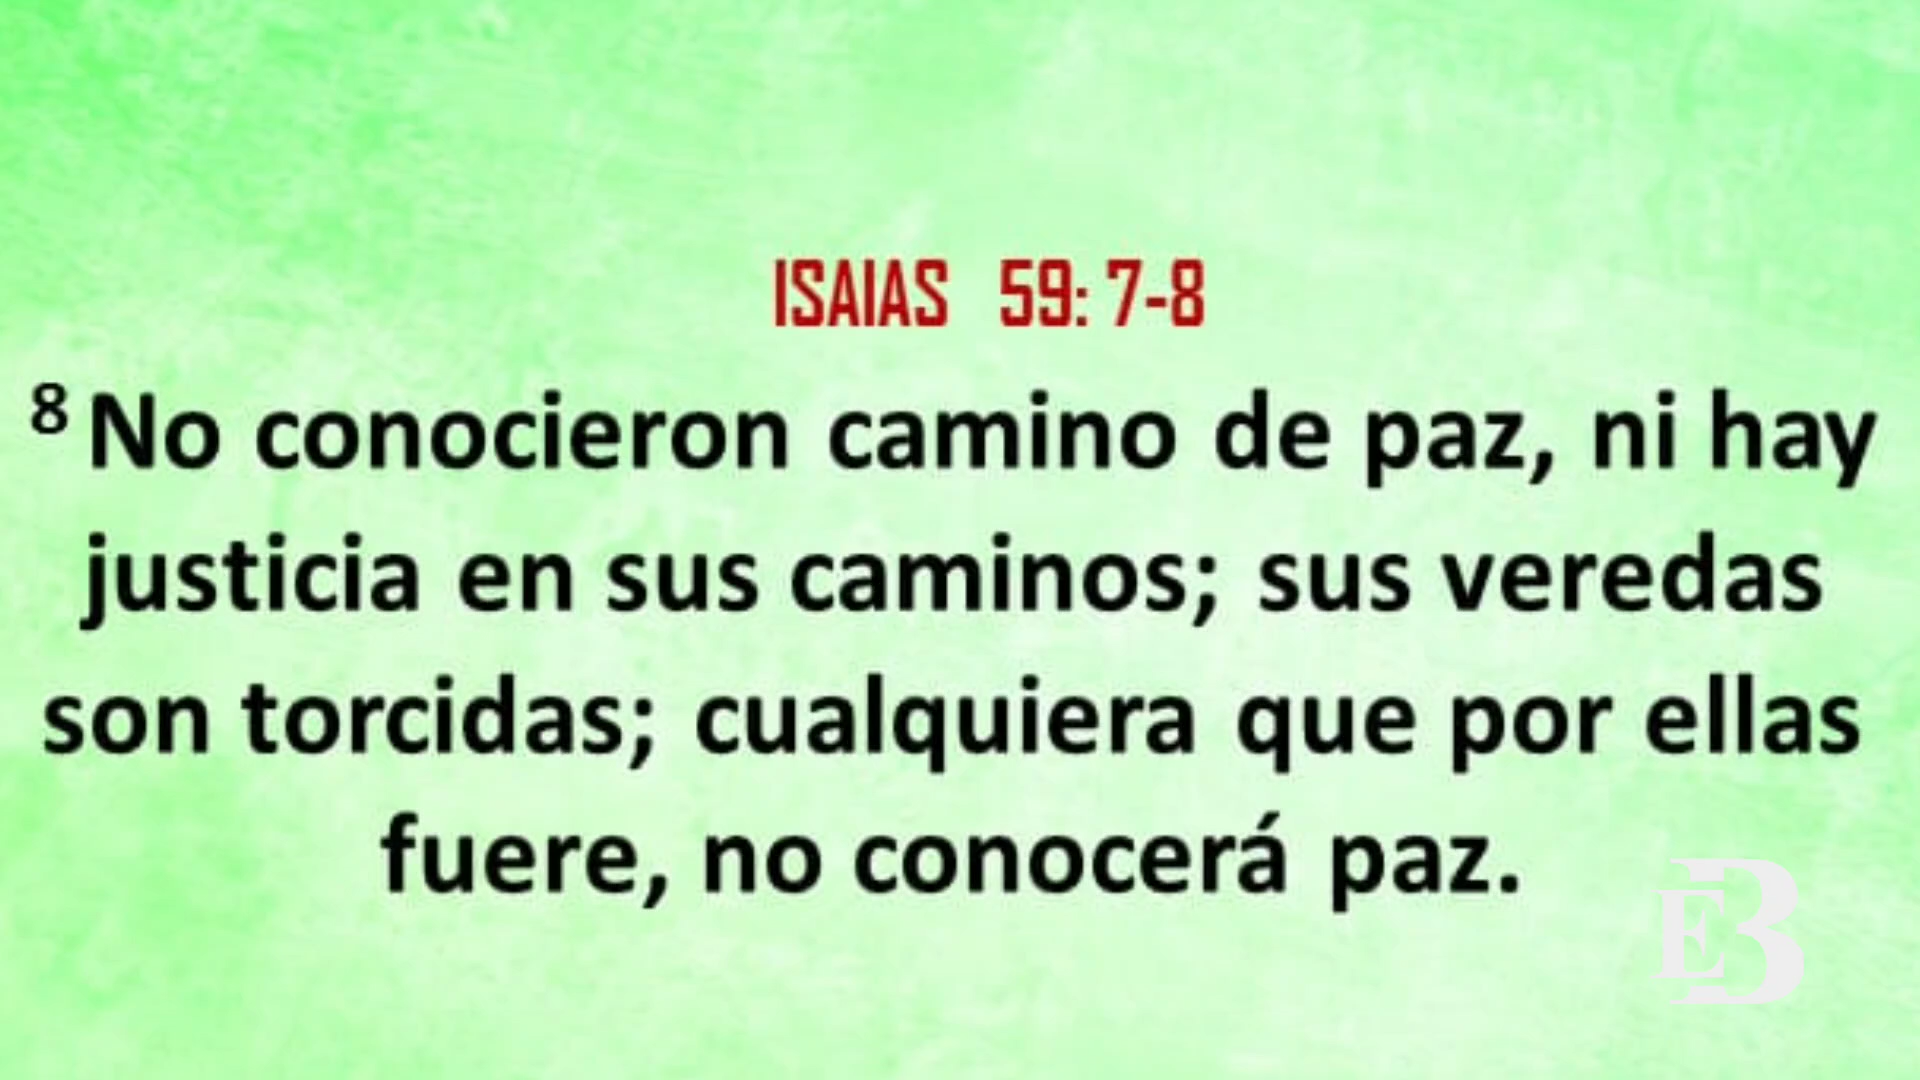 ISAIAS 59: 7-8
8 No conocieron camino de paz, ni hay
justicia en sus caminos; sus veredas
son torcidas; cualquiera que por ellas
fuere, no conocerá paz.
EB